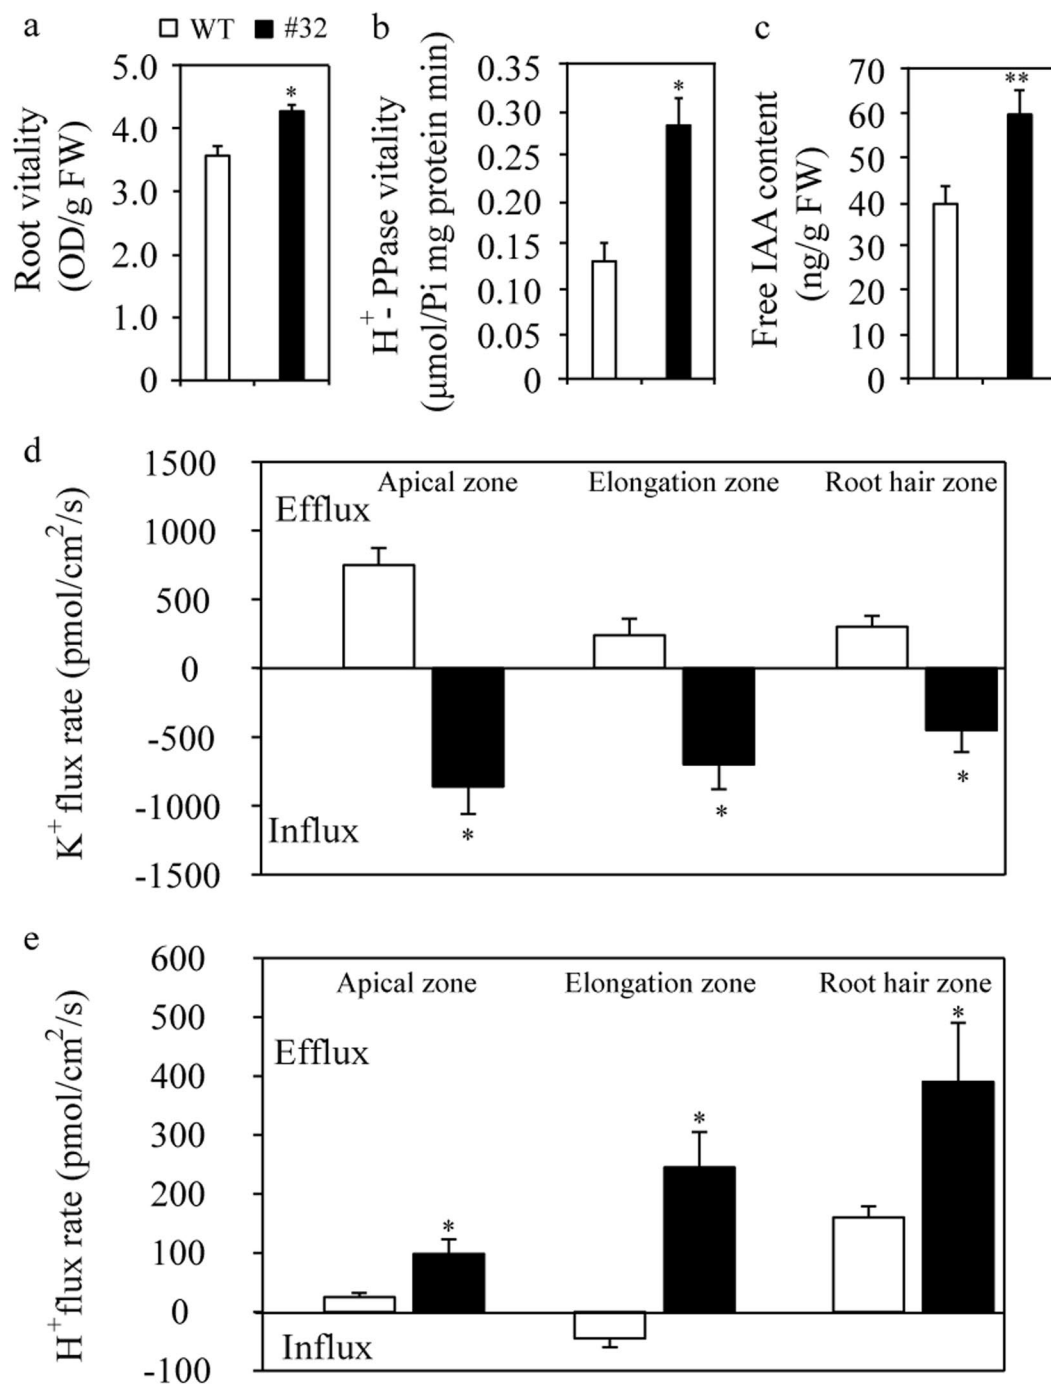 a
WT #32
Root vitality
(OD/g FW)
5.0
4.0
3.0
2.0
1.0
0
*
b
H⁺- PPase vitality
(μmol/Pi mg protein min)
0.35
0.30
0.25
0.20
0.15
0.10
0.05
0
*
c
Free IAA content
(ng/g FW)
70
60
50
40
30
20
10
0
**
d
K⁺ flux rate (pmol/cm²/s)
1500
1000
500
0
-500
-1000
-1500
Apical zone Elongation zone Root hair zone
Efflux
Influx
* * *
e
H⁺ flux rate (pmol/cm²/s)
600
500
400
300
200
100
0
-100
Apical zone Elongation zone Root hair zone
Efflux
Influx
* * *